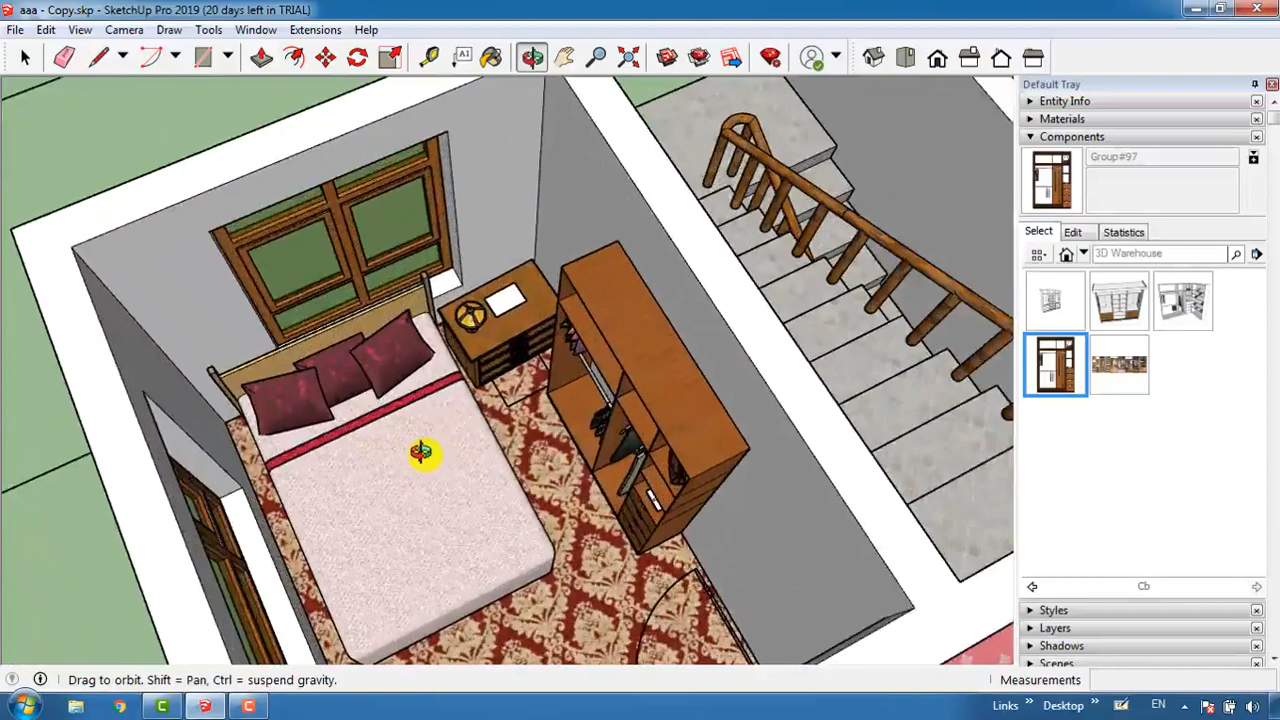 aaa - Copy.skp - SketchUp Pro 2019 (20 days left in TRIAL)
File Edit View Camera Draw Tools Window Extensions Help
Default Tray
Entity Info
Materials
Components
Group#97
Select Edit Statistics
3D Warehouse
Cb
Styles
Layers
Shadows
Scenes
Drag to orbit. Shift = Pan, Ctrl = suspend gravity.
Measurements
Links » Desktop » EN